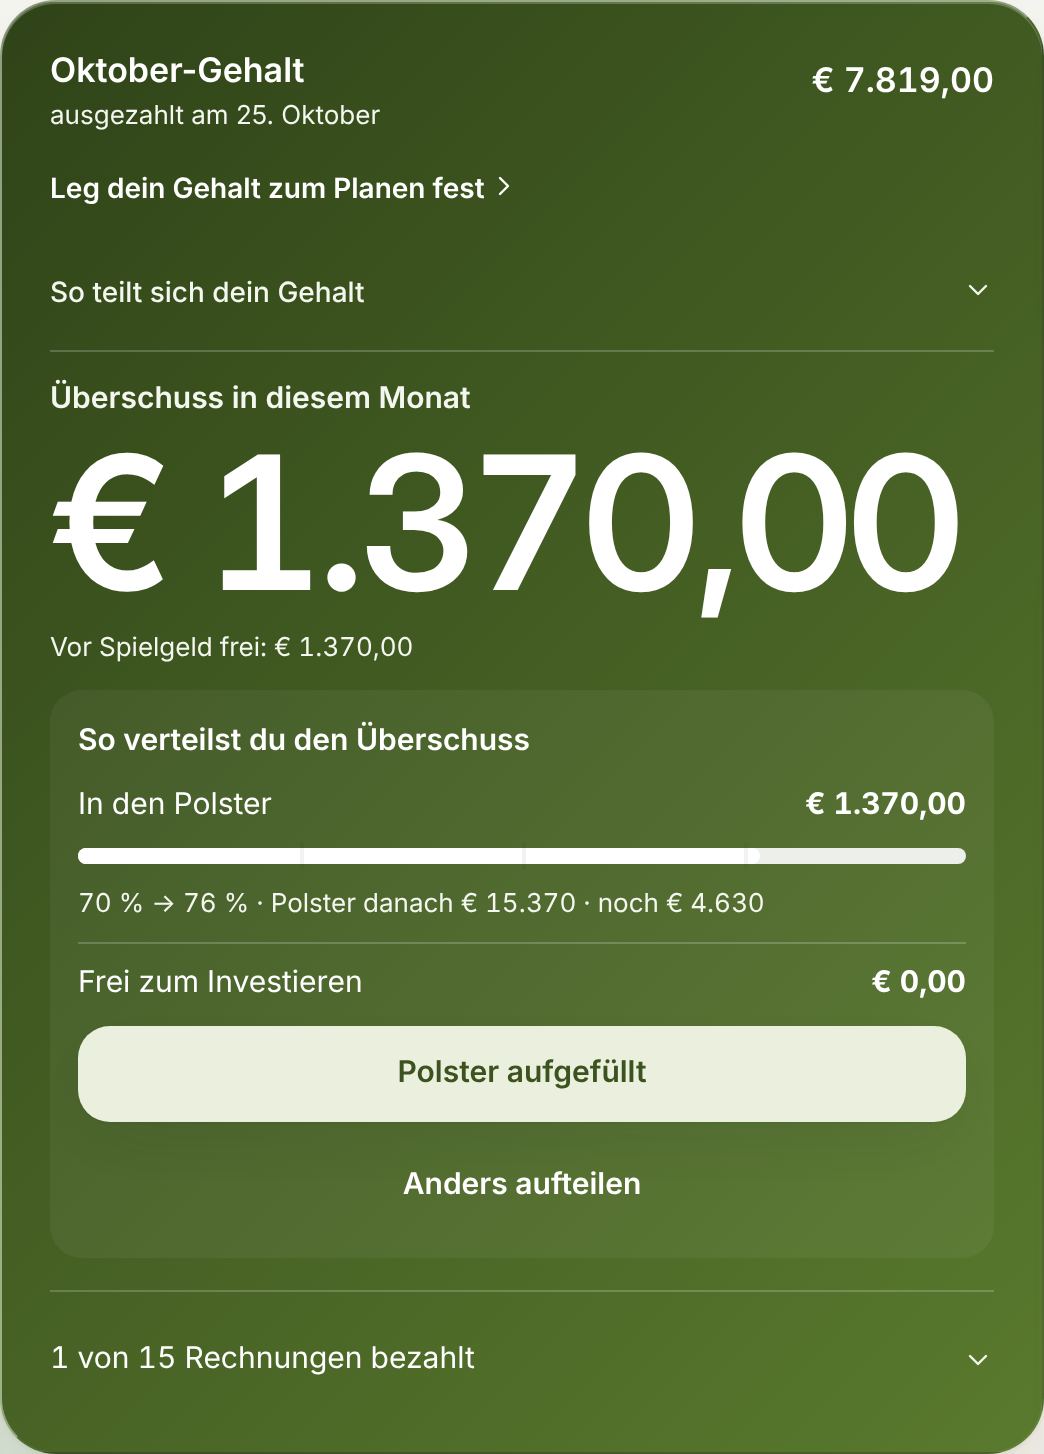 Oktober-Gehalt
€ 7.819,00
ausgezahlt am 25. Oktober
Leg dein Gehalt zum Planen fest
So teilt sich dein Gehalt
Überschuss in diesem Monat
€ 1.370,00
Vor Spielgeld frei: € 1.370,00
So verteilst du den Überschuss
In den Polster € 1.370,00
70 % → 76 % · Polster danach € 15.370 · noch € 4.630
Frei zum Investieren € 0,00
Polster aufgefüllt
Anders aufteilen
1 von 15 Rechnungen bezahlt